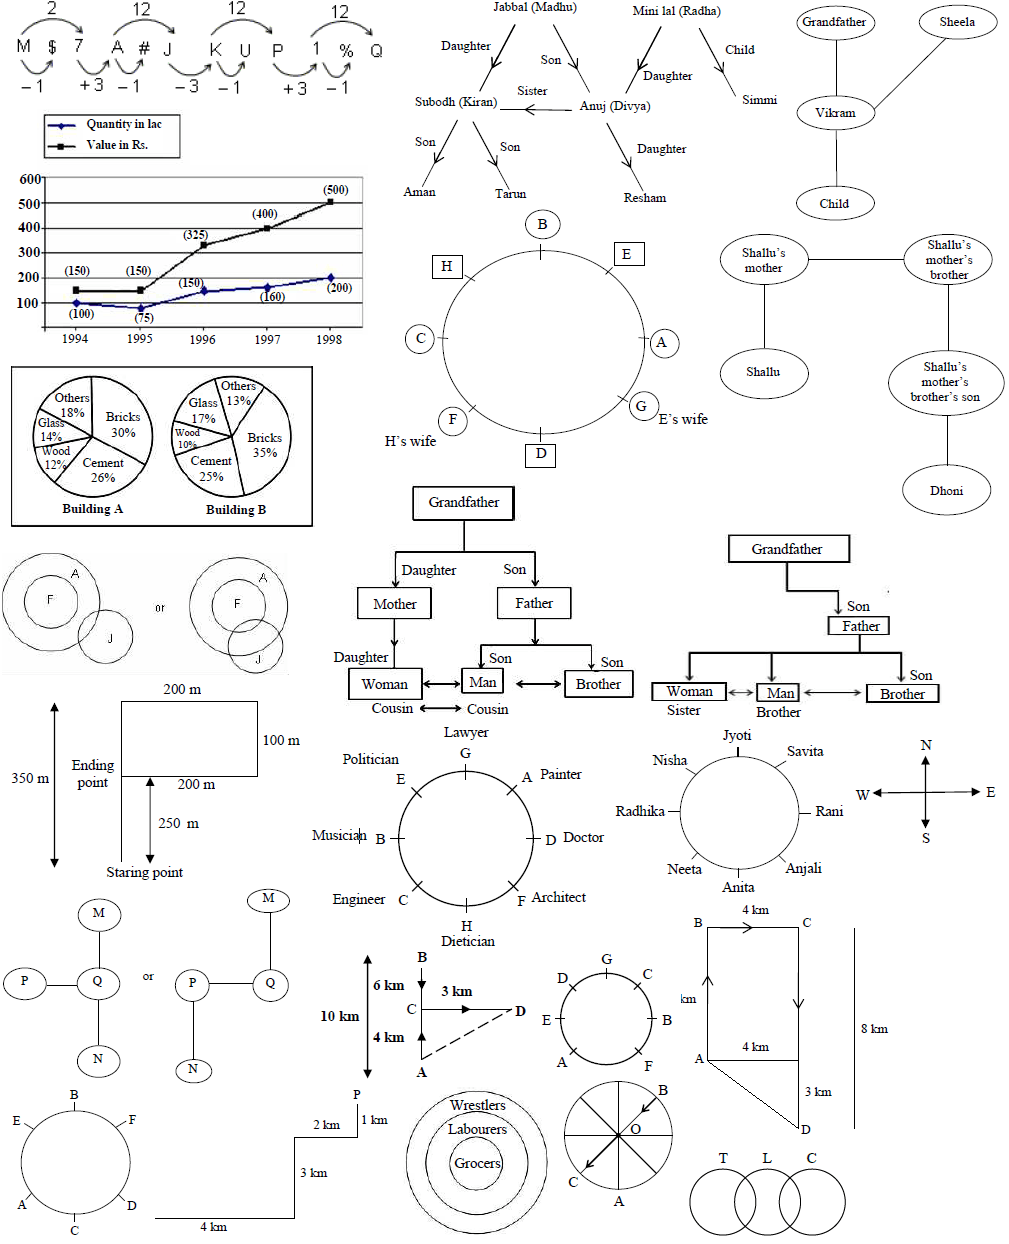 2 12 12 12
M $ 7 A # J K U P 1 % Q
– 1 + 3 – 1 – 3 – 1 + 3 – 1
Quantity in lac
Value in Rs.
600
500
400
300
200
100
(150) (150) (325) (400) (500)
(100) (75) (150) (160) (200)
1994 1995 1996 1997 1998
Others
18%
Bricks
30%
Glass
14%
Wood
12%
Cement
26%
Building A
Others
13%
Glass
17%
Wood
10%
Bricks
35%
Cement
25%
Building B
Jabbal (Madhu)
Mini lal (Radha)
Daughter
Son
Child
Daughter
Sister
Simmi
Subodh (Kiran)
Anuj (Divya)
Son
Son
Daughter
Aman
Tarun
Resham
Grandfather
Sheela
Vikram
Child
B
H
E
C
A
F
G
H's wife
E's wife
D
Shallu's
mother
Shallu's
mother's
brother
Shallu
Shallu's
mother's
brother's son
Dhoni
A
F
J
or
A
F
J
Grandfather
Daughter
Son
Mother
Father
Daughter
Son
Son
Woman
Man
Brother
Cousin
Cousin
Grandfather
Son
Father
Son
Woman
Man
Brother
Sister
Brother
200 m
100 m
350 m
Ending
point
200 m
250 m
Staring point
Lawyer
G
Politician
E
A
Painter
Musician
B
D
Doctor
Engineer
C
F
Architect
H
Dietician
Jyoti
Nisha
Savita
Radhika
Rani
Neeta
Anjali
Anita
N
W
E
S
M
P
Q
N
or
M
P
Q
N
B
6 km
3 km
10 km
C
D
4 km
A
G
D
C
E
B
A
F
4 km
B
C
km
8 km
A
4 km
3 km
D
B
E
F
A
D
C
P
2 km
1 km
3 km
4 km
Wrestlers
Labourers
Grocers
B
O
C
A
T L C